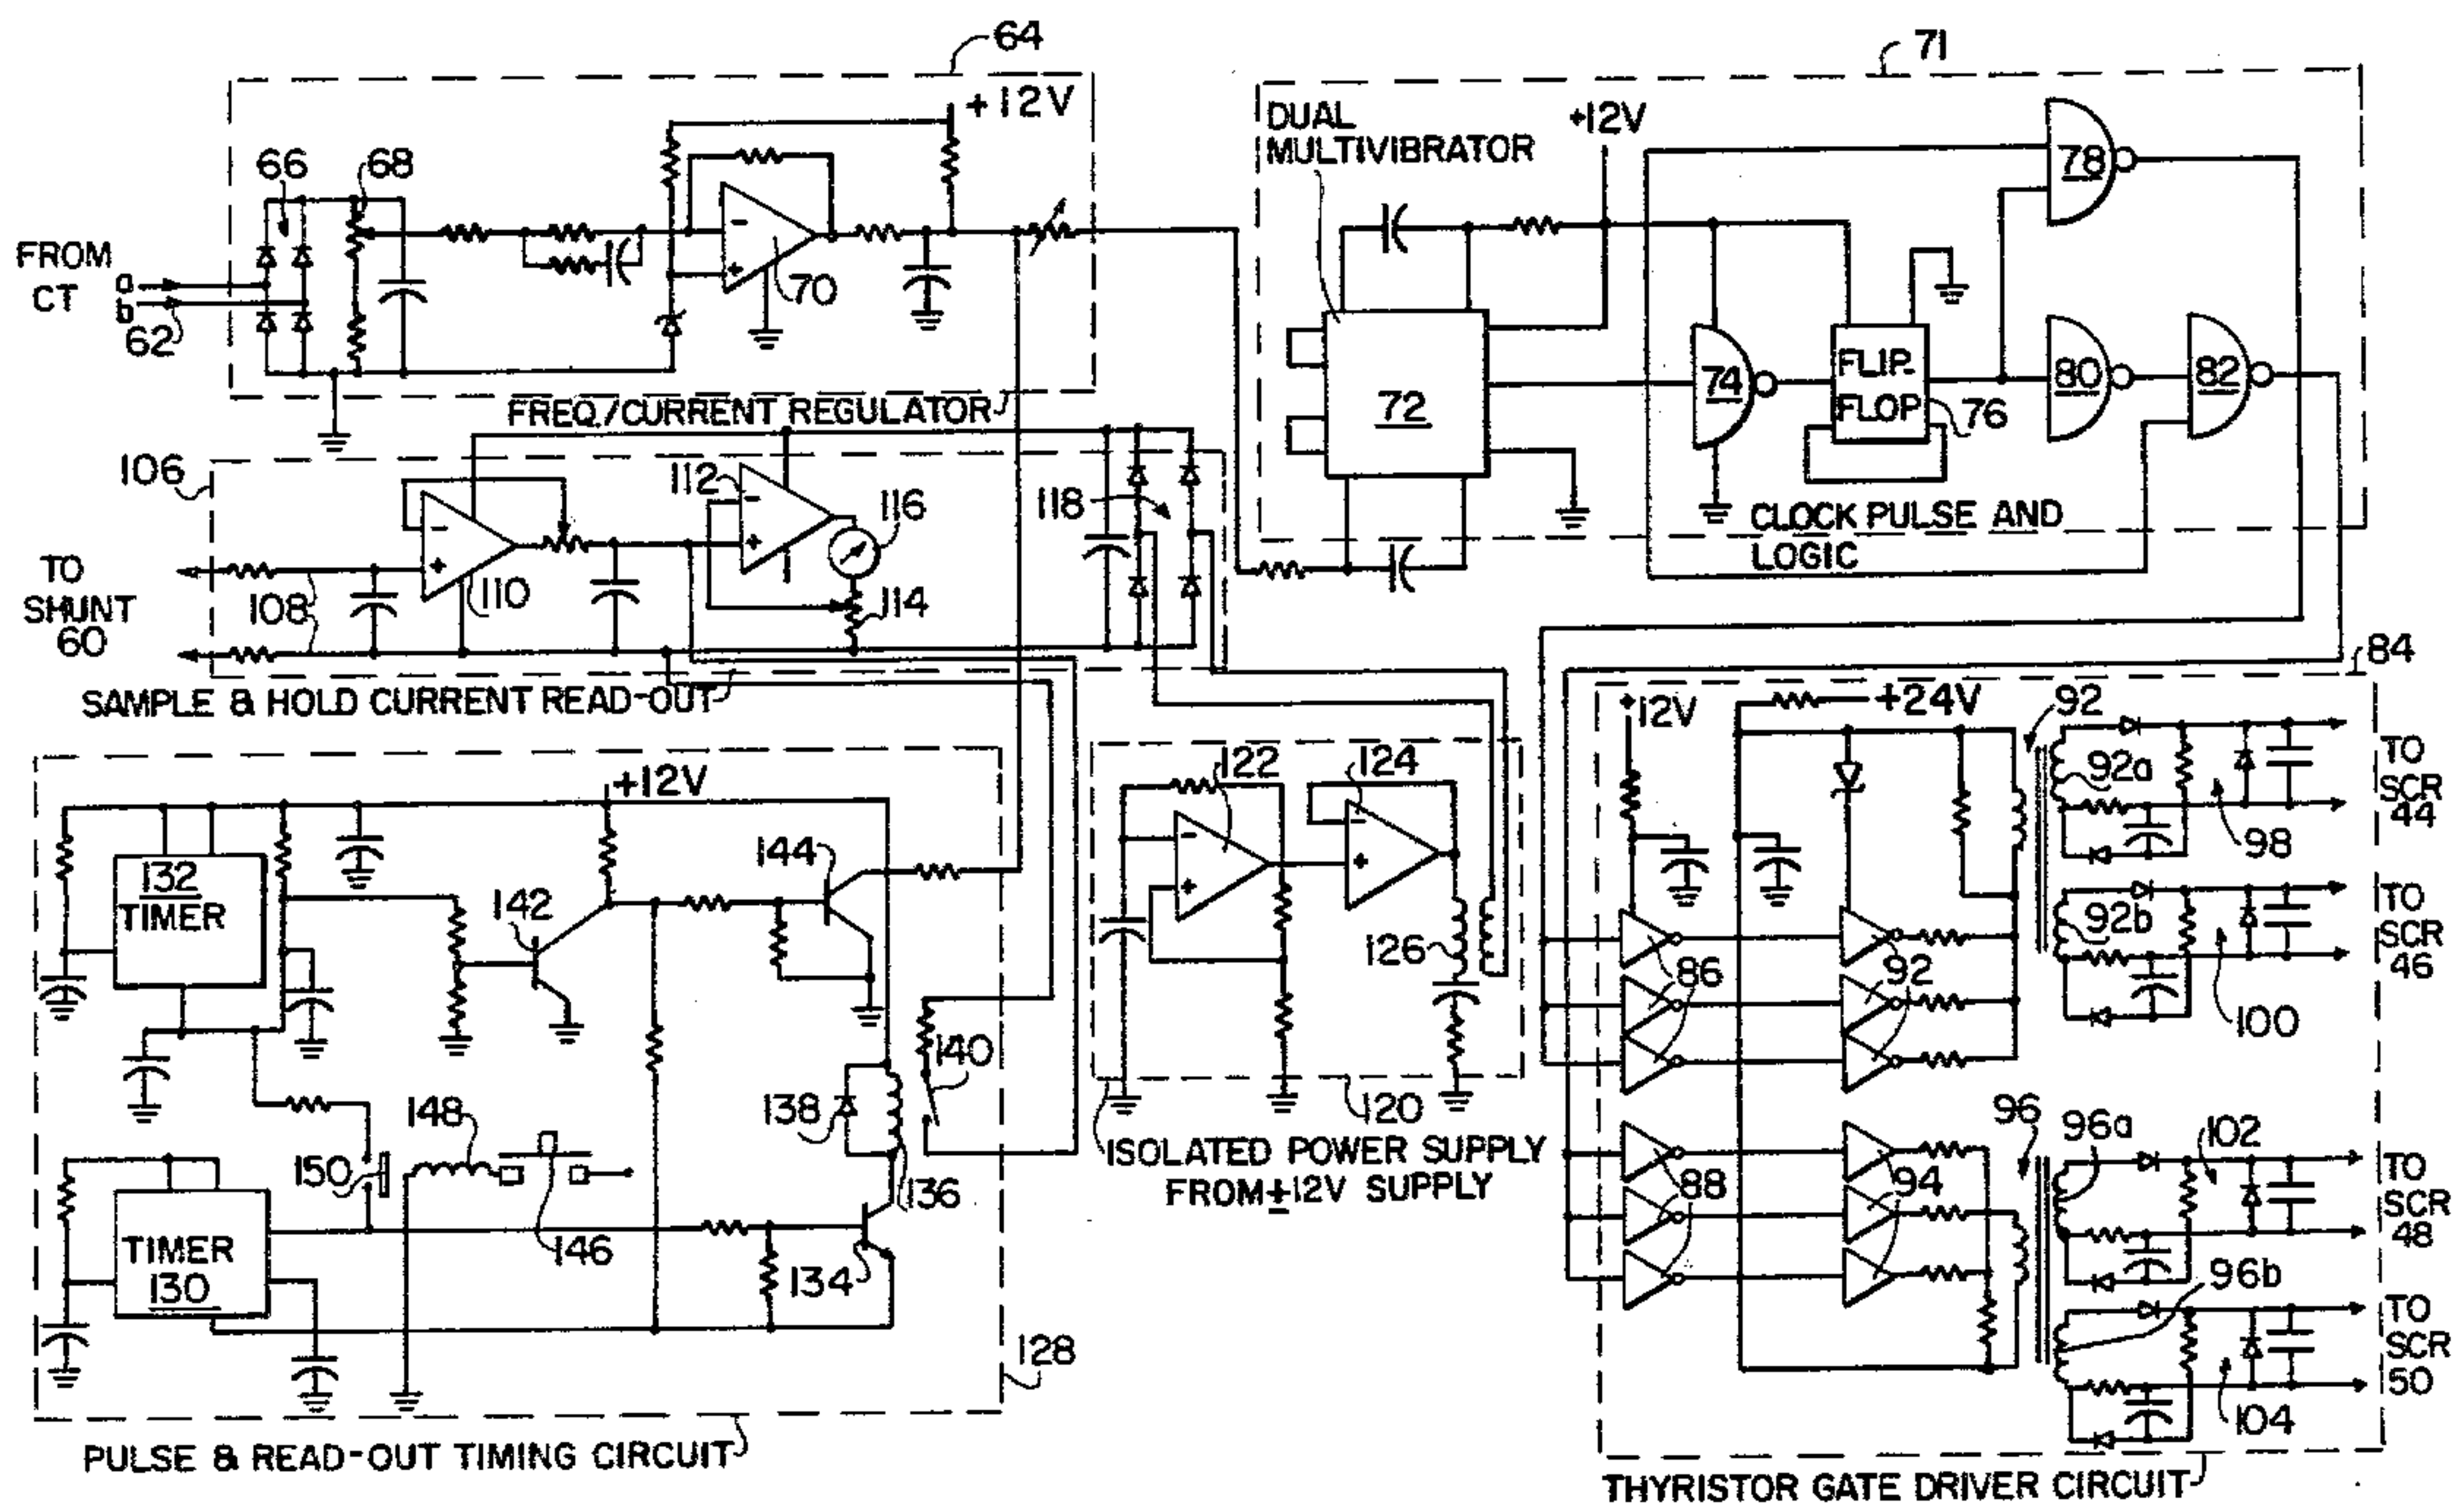 64
+12V
66
68
FROM
CT
a
b
62
70
FREQ./CURRENT REGULATOR
71
DUAL
MULTIVIBRATOR
+12V
72
74
FLIP-
FLOP
76
78
80
82
CLOCK PULSE AND
LOGIC
106
TO
SHUNT
60
108
110
112
114
116
118
SAMPLE & HOLD CURRENT READ-OUT
+12V
132
TIMER
142
144
138
140
136
148
150
146
134
TIMER
130
128
PULSE & READ-OUT TIMING CIRCUIT
122
124
126
120
ISOLATED POWER SUPPLY
FROM ±12V SUPPLY
84
+12V
+24V
92
92a
TO
SCR
44
98
92b
TO
SCR
46
100
86
92
96
96a
102
TO
SCR
48
88
94
96b
TO
SCR
50
104
THYRISTOR GATE DRIVER CIRCUIT